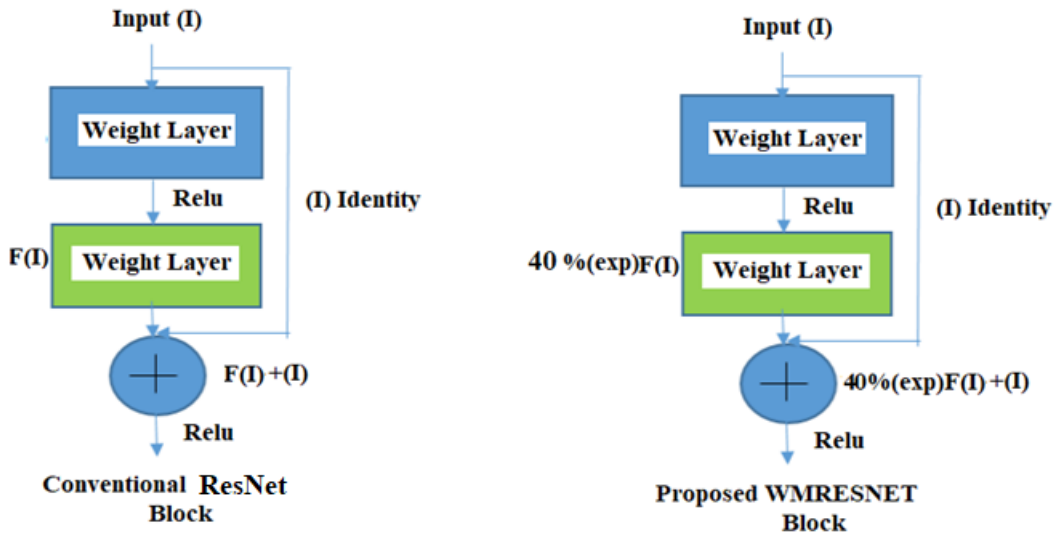 Input (I)
Weight Layer
Relu
(I) Identity
F(I)
Weight Layer
F(I) +(I)
Relu
Conventional ResNet
Block
Input (I)
Weight Layer
Relu
(I) Identity
40 %(exp)F(I)
Weight Layer
40%(exp)F(I) +(I)
Relu
Proposed WMRESNET
Block